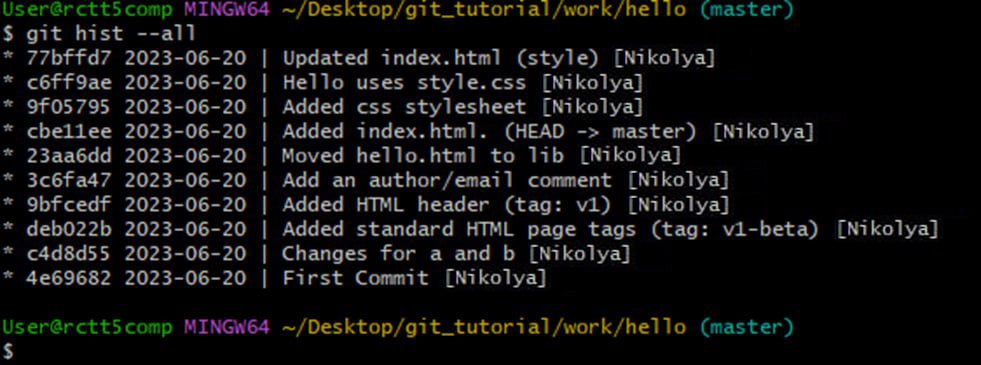 User@rctt5comp MINGW64 ~/Desktop/git_tutorial/work/hello (master)
$ git hist --all
* 77bffd7 2023-06-20 | Updated index.html (style) [Nikolya]
* c6ff9ae 2023-06-20 | Hello uses style.css [Nikolya]
* 9f05795 2023-06-20 | Added css stylesheet [Nikolya]
* cbe11ee 2023-06-20 | Added index.html. (HEAD -> master) [Nikolya]
* 23aa6dd 2023-06-20 | Moved hello.html to lib [Nikolya]
* 3c6fa47 2023-06-20 | Add an author/email comment [Nikolya]
* 9bfcedf 2023-06-20 | Added HTML header (tag: v1) [Nikolya]
* deb022b 2023-06-20 | Added standard HTML page tags (tag: v1-beta) [Nikolya]
* c4d8d55 2023-06-20 | Changes for a and b [Nikolya]
* 4e69682 2023-06-20 | First Commit [Nikolya]
User@rctt5comp MINGW64 ~/Desktop/git_tutorial/work/hello (master)
$